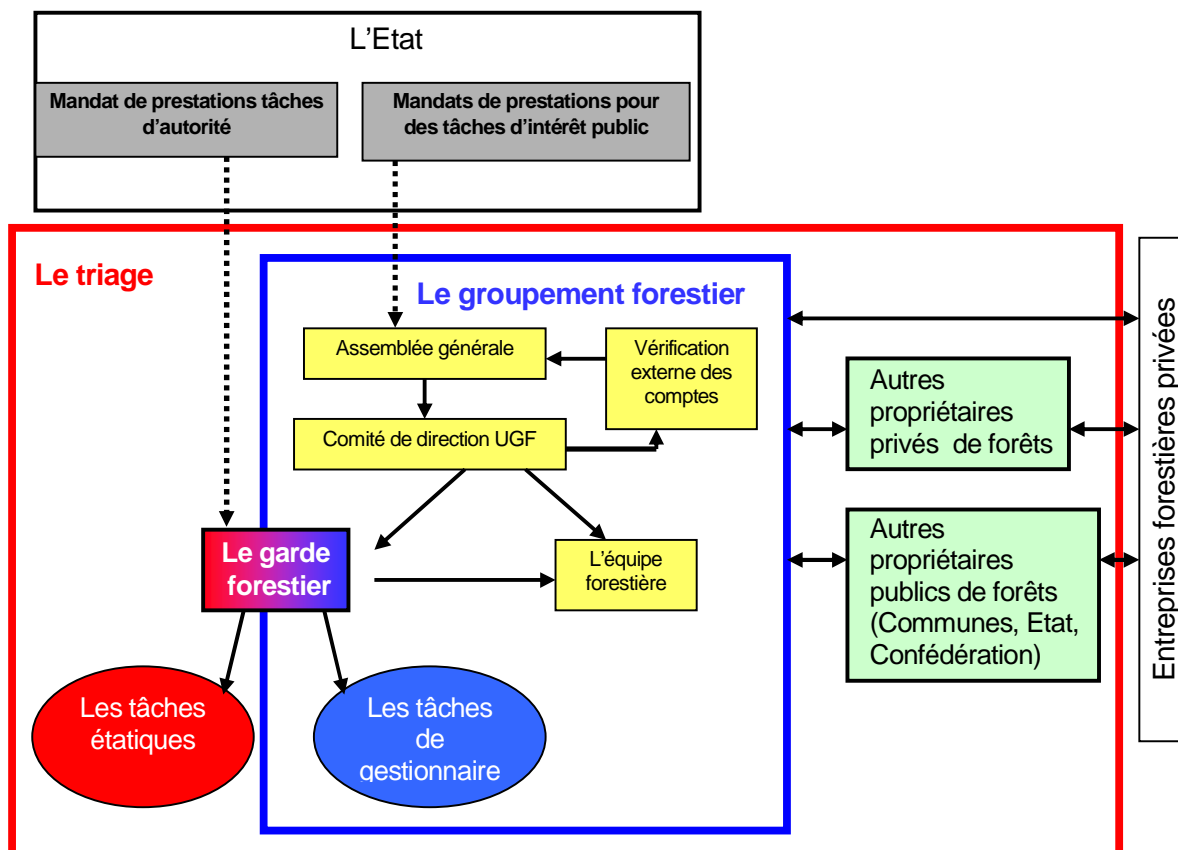 L'Etat
Mandat de prestations tâches
d'autorité
Mandats de prestations pour
des tâches d'intérêt public
Le triage
Le groupement forestier
Assemblée générale
Vérification
externe des
comptes
Comité de direction UGF
Le garde
forestier
L'équipe
forestière
Les tâches
étatiques
Les tâches
de
gestionnaire
Autres
propriétaires
privés de forêts
Autres
propriétaires
publics de forêts
(Communes, Etat,
Confédération)
Entreprises forestières privées